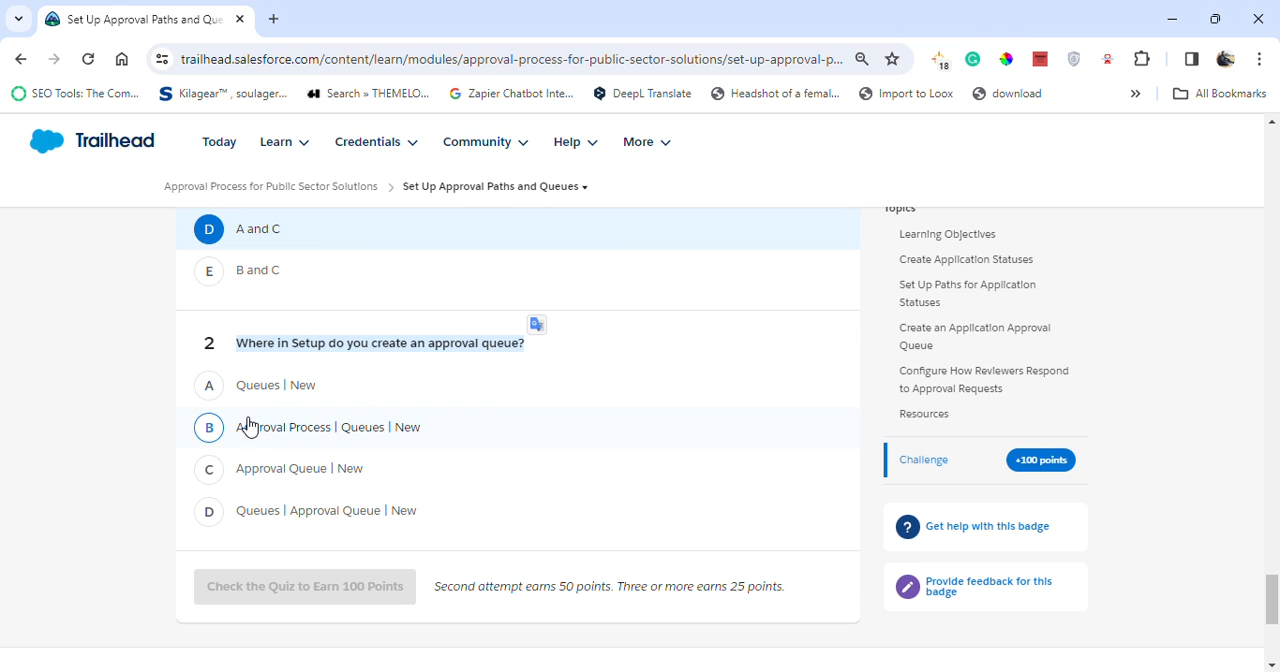 Set Up Approval Paths and Que
trailhead.salesforce.com/content/learn/modules/approval-process-for-public-sector-solutions/set-up-approval-p...
18
SEO Tools: The Com...
Kilagear™, soulager...
Search » THEMELO...
Zapier Chatbot Inte...
DeepL Translate
Headshot of a femal...
Import to Loox
download
»
All Bookmarks
Trailhead
Today
Learn
Credentials
Community
Help
More
Approval Process for Public Sector Solutions > Set Up Approval Paths and Queues
D A and C
E B and C
2 Where in Setup do you create an approval queue?
A Queues | New
B Approval Process | Queues | New
C Approval Queue | New
D Queues | Approval Queue | New
Check the Quiz to Earn 100 Points
Second attempt earns 50 points. Three or more earns 25 points.
Topics
Learning Objectives
Create Application Statuses
Set Up Paths for Application
Statuses
Create an Application Approval
Queue
Configure How Reviewers Respond
to Approval Requests
Resources
Challenge
+100 points
? Get help with this badge
Provide feedback for this
badge